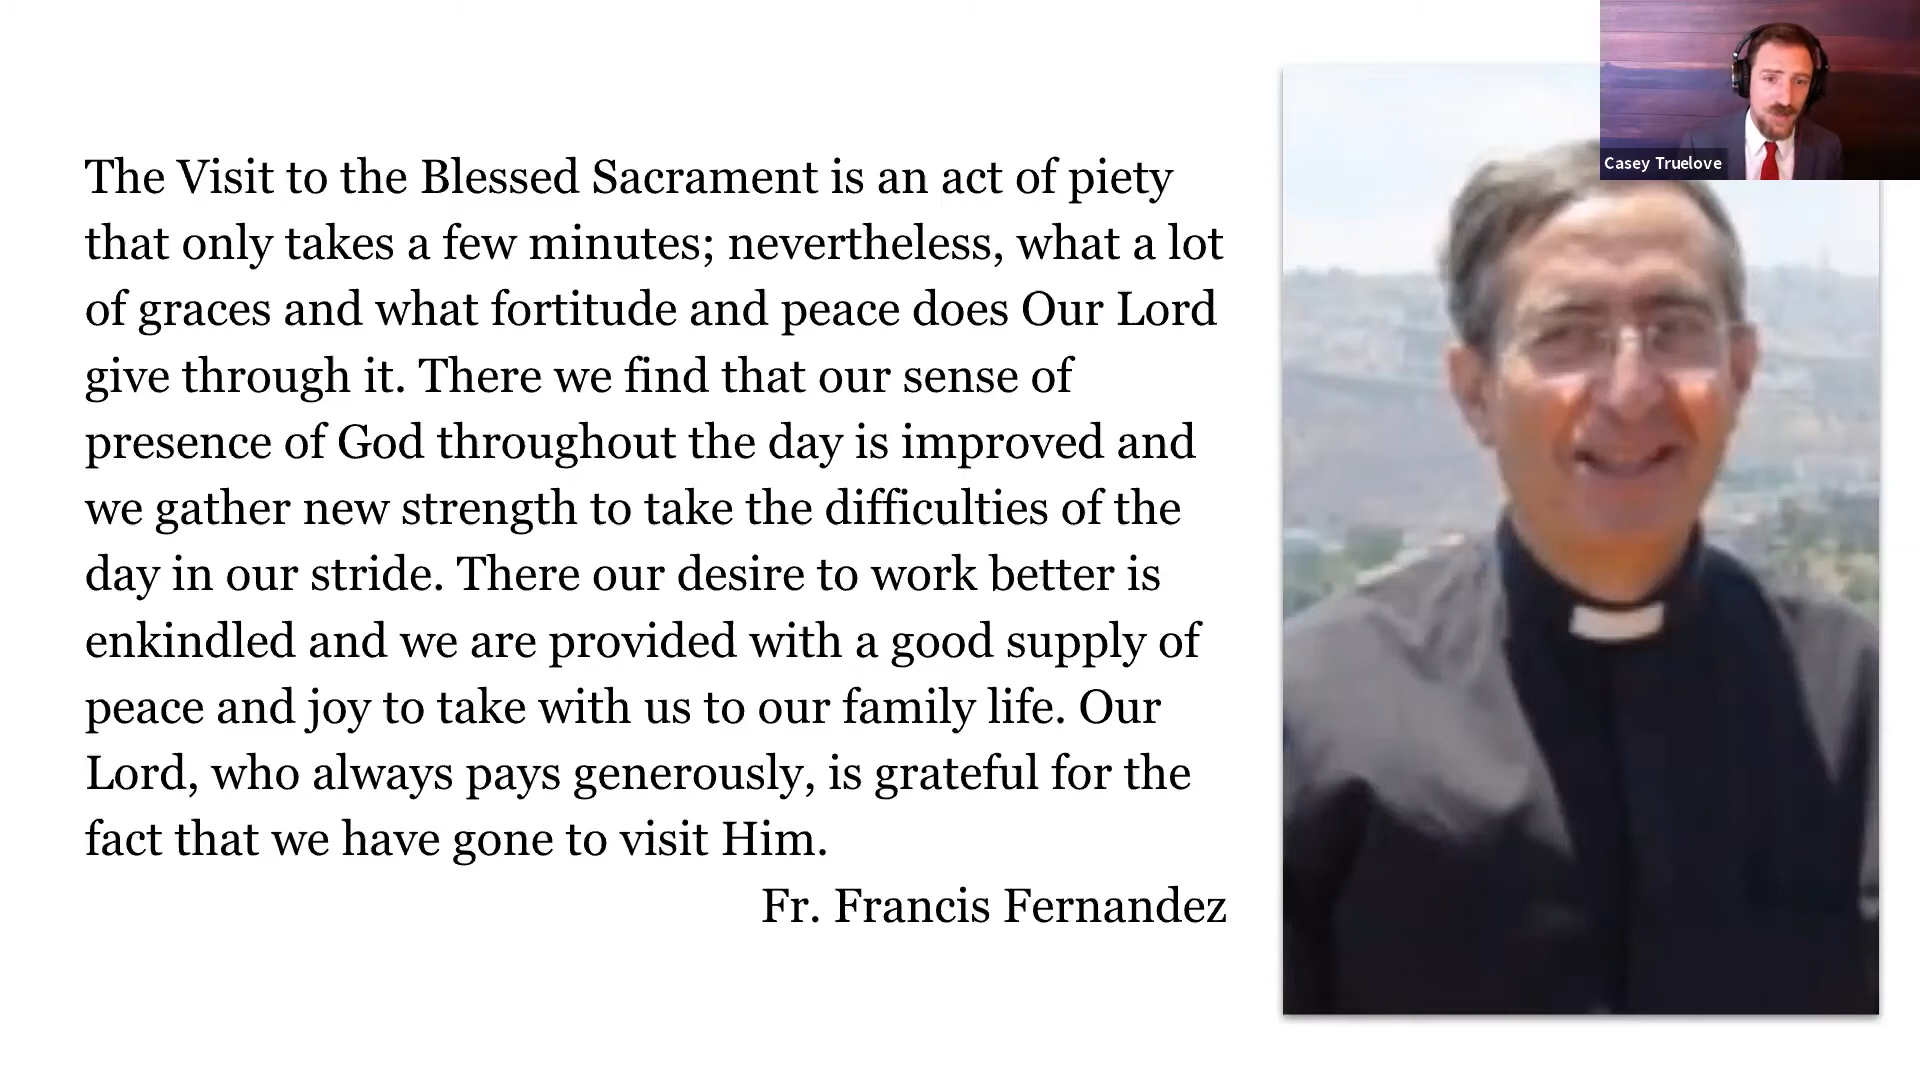 The Visit to the Blessed Sacrament is an act of piety
that only takes a few minutes; nevertheless, what a lot
of graces and what fortitude and peace does Our Lord
give through it. There we find that our sense of
presence of God throughout the day is improved and
we gather new strength to take the difficulties of the
day in our stride. There our desire to work better is
enkindled and we are provided with a good supply of
peace and joy to take with us to our family life. Our
Lord, who always pays generously, is grateful for the
fact that we have gone to visit Him.
Fr. Francis Fernandez
Casey Truelove